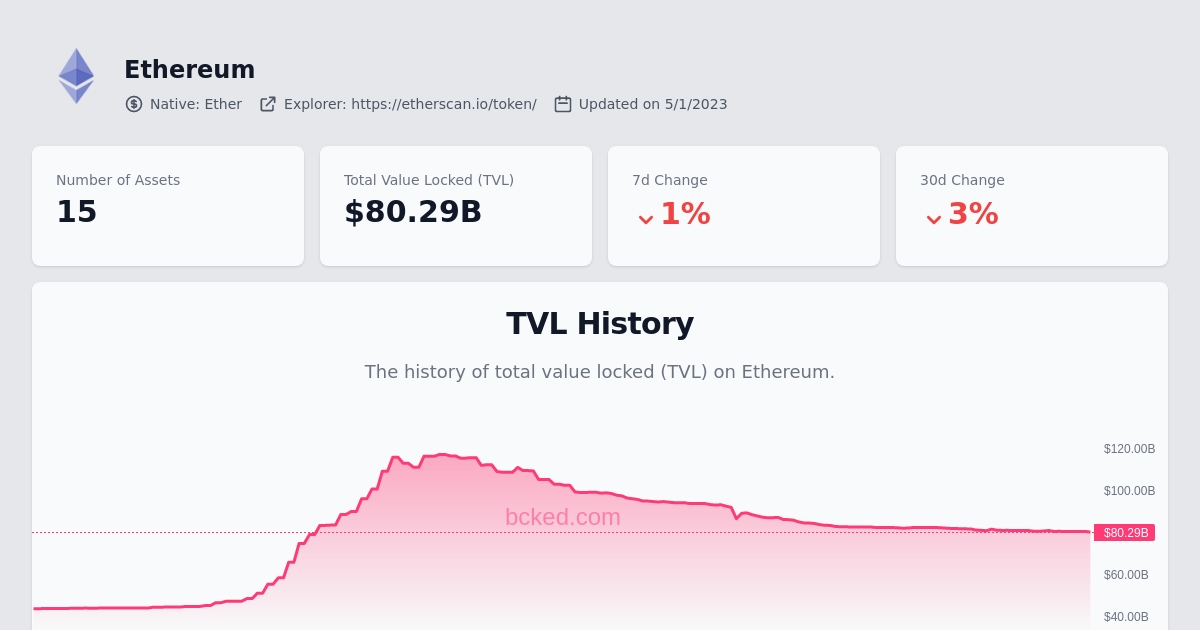 Ethereum
Native: Ether Explorer: https://etherscan.io/token/ Updated on 5/1/2023
Number of Assets
15
Total Value Locked (TVL)
$80.29B
7d Change
1%
30d Change
3%
TVL History
The history of total value locked (TVL) on Ethereum.
$120.00B
$100.00B
bcked.com
$80.29B
$60.00B
$40.00B